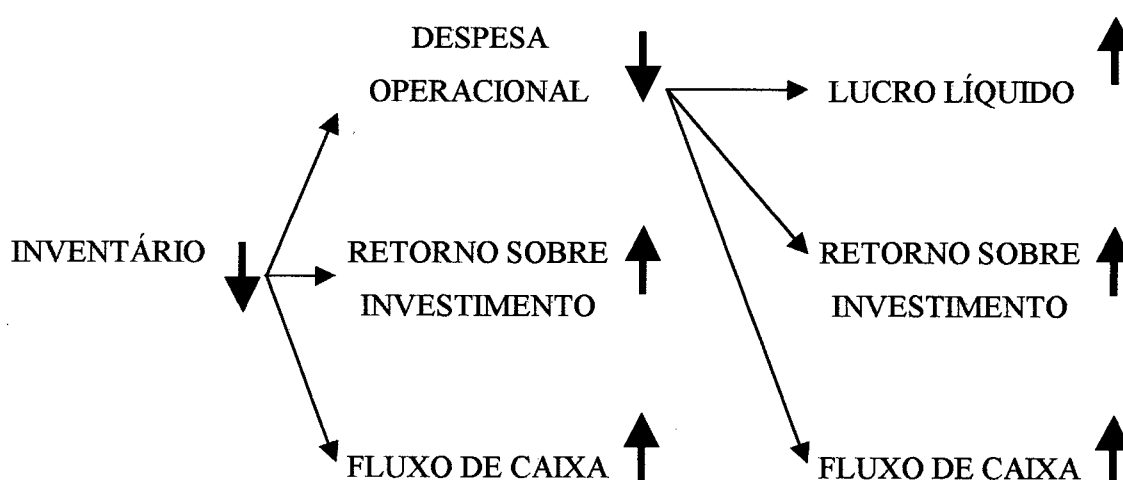 DESPESA
OPERACIONAL
LUCRO LÍQUIDO
INVENTÁRIO
RETORNO SOBRE
INVESTIMENTO
RETORNO SOBRE
INVESTIMENTO
FLUXO DE CAIXA
FLUXO DE CAIXA